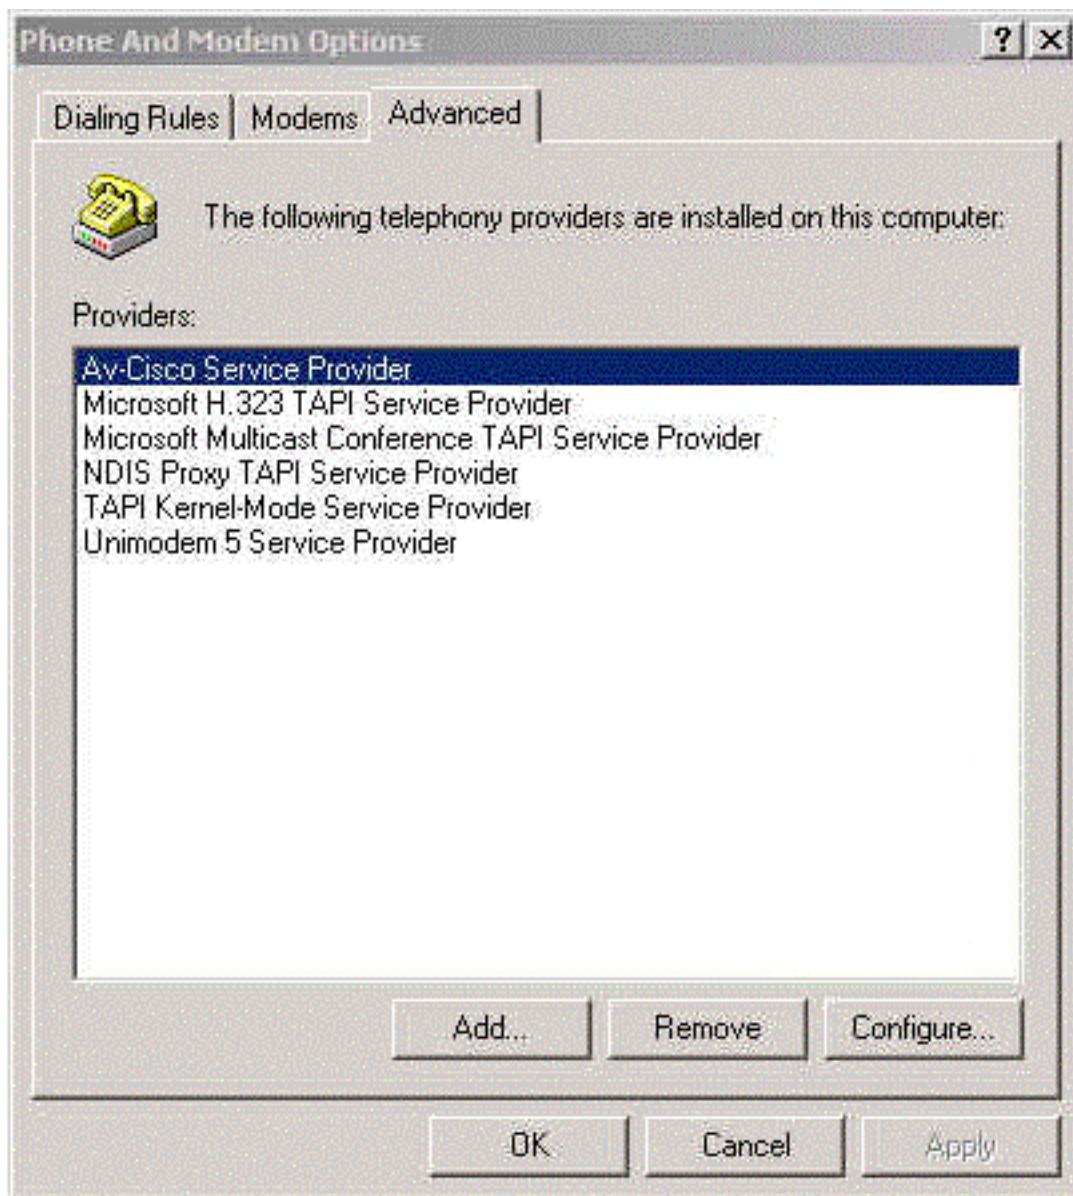 Phone And Modem Options
Dialing Rules Modems Advanced
The following telephony providers are installed on this computer:
Providers:
Av-Cisco Service Provider
Microsoft H.323 TAPI Service Provider
Microsoft Multicast Conference TAPI Service Provider
NDIS Proxy TAPI Service Provider
TAPI Kernel-Mode Service Provider
Unimodem 5 Service Provider
Add... Remove Configure...
OK Cancel Apply